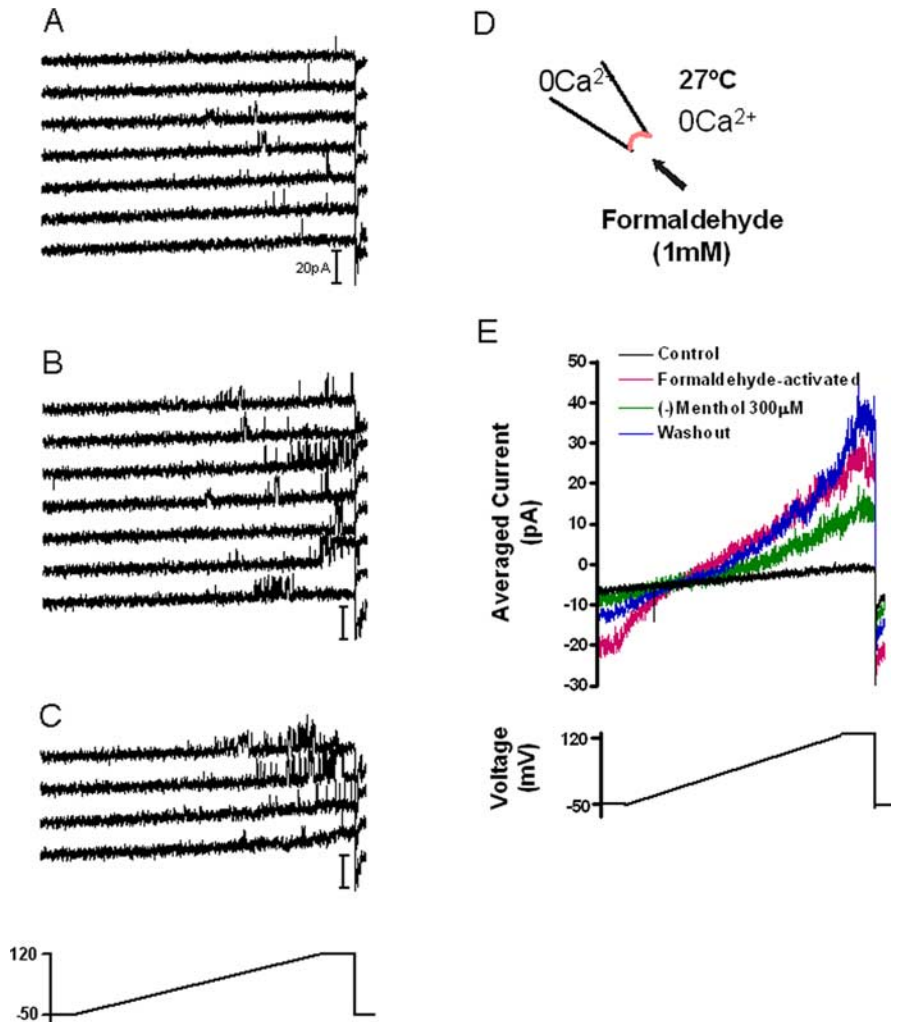 A
20pA
B
C
120
-50
D
0Ca2+
27ºC
0Ca2+
Formaldehyde
(1mM)
E
Control
Formaldehyde-activated
(-)Menthol 300µM
Washout
50
40
30
20
10
0
-10
-20
-30
Averaged Current
(pA)
120
-50
Voltage
(mV)